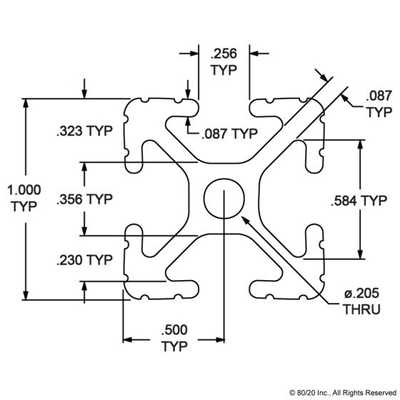 .256
TYP
.087
TYP
.323 TYP
.087 TYP
1.000
TYP
.356 TYP
.584 TYP
.230 TYP
ø.205
THRU
.500
TYP
© 80/20 Inc., All Rights Reserved